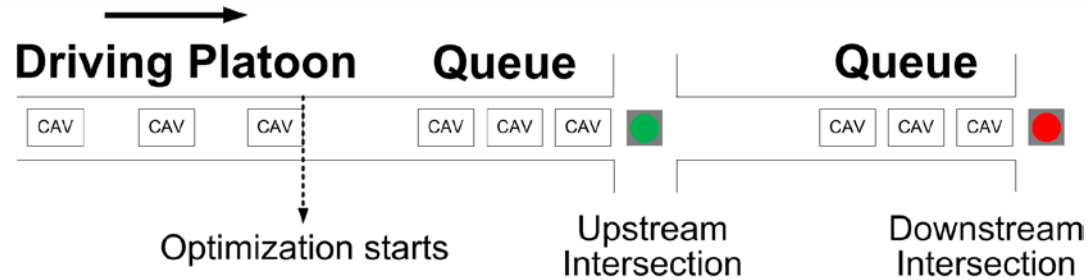 Driving Platoon Queue Queue
CAV CAV CAV CAV CAV CAV CAV CAV CAV
Optimization starts
Upstream
Intersection
Downstream
Intersection